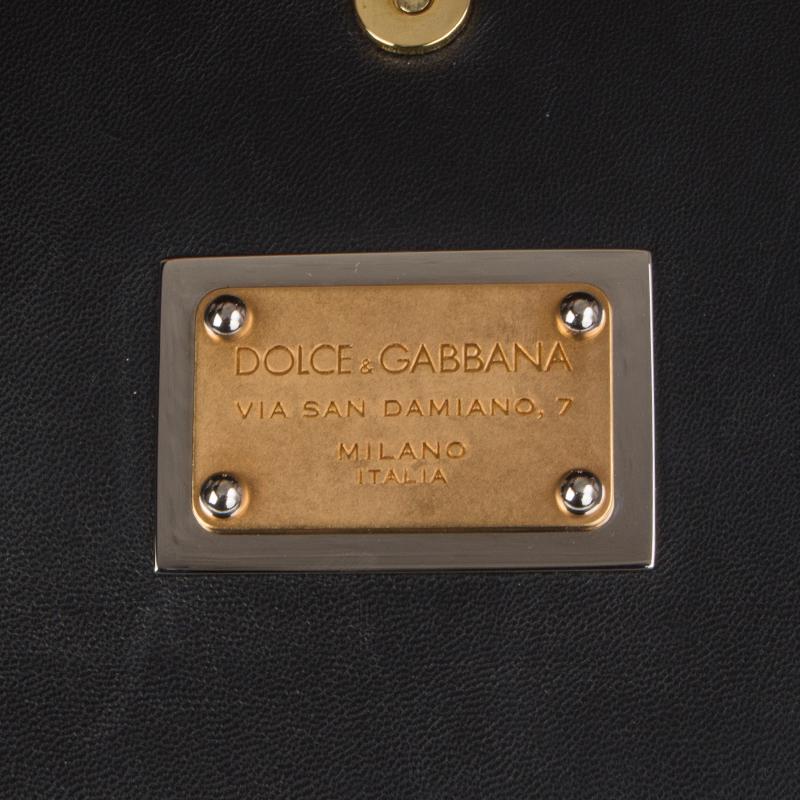 DOLCE & GABBANA
VIA SAN DAMIANO, 7
MILANO
ITALIA